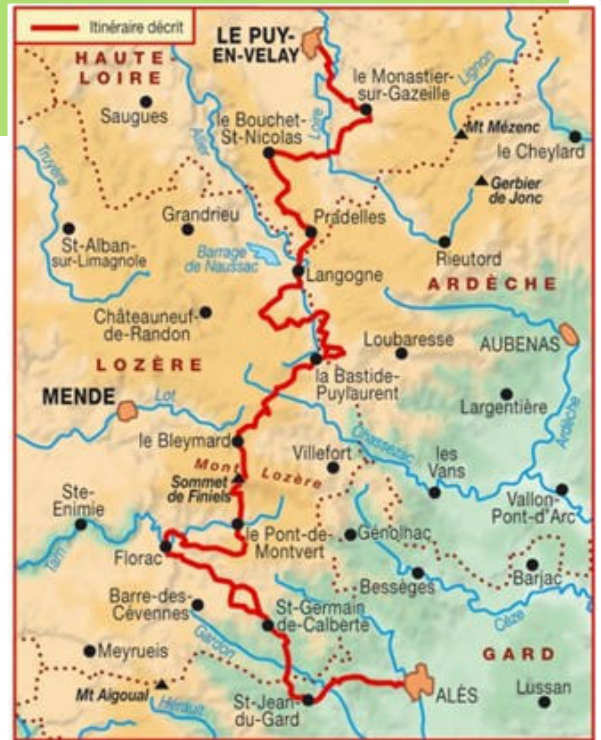 Itinéraire décrit
LE PUY-
EN-VELAY
HAUTE-
LOIRE
Saugues
le Monastier-
sur-Gazeille
Lignon
le Bouchet-
St-Nicolas
Loire
Allier
Mt Mézenc
le Cheylard
Truyère
Gerbier
de Jonc
Grandrieu
Pradelles
St-Alban-
sur-Limagnole
Barrage
de Naussac
Rieutord
Langogne
ARDÈCHE
Châteauneuf-
de-Randon
Loubaresse
AUBENAS
LOZÈRE
la Bastide-
Puylaurent
MENDE
Lot
Largentière
Ardèche
le Bleymard
Chassezac
Villefort
les
Vans
Mont Lozère
Sommet
de Finiels
Ste-
Enimie
Vallon-
Pont-d'Arc
le Pont-de-
Montvert
Génolhac
Tarn
Florac
Barjac
Bessèges
Barre-des-
Cévennes
St-Germain
de-Calberte
Cèze
Gardon
Meyrueis
GARD
Mt Aigoual
Hérault
St-Jean-
du-Gard
ALÈS
Lussan